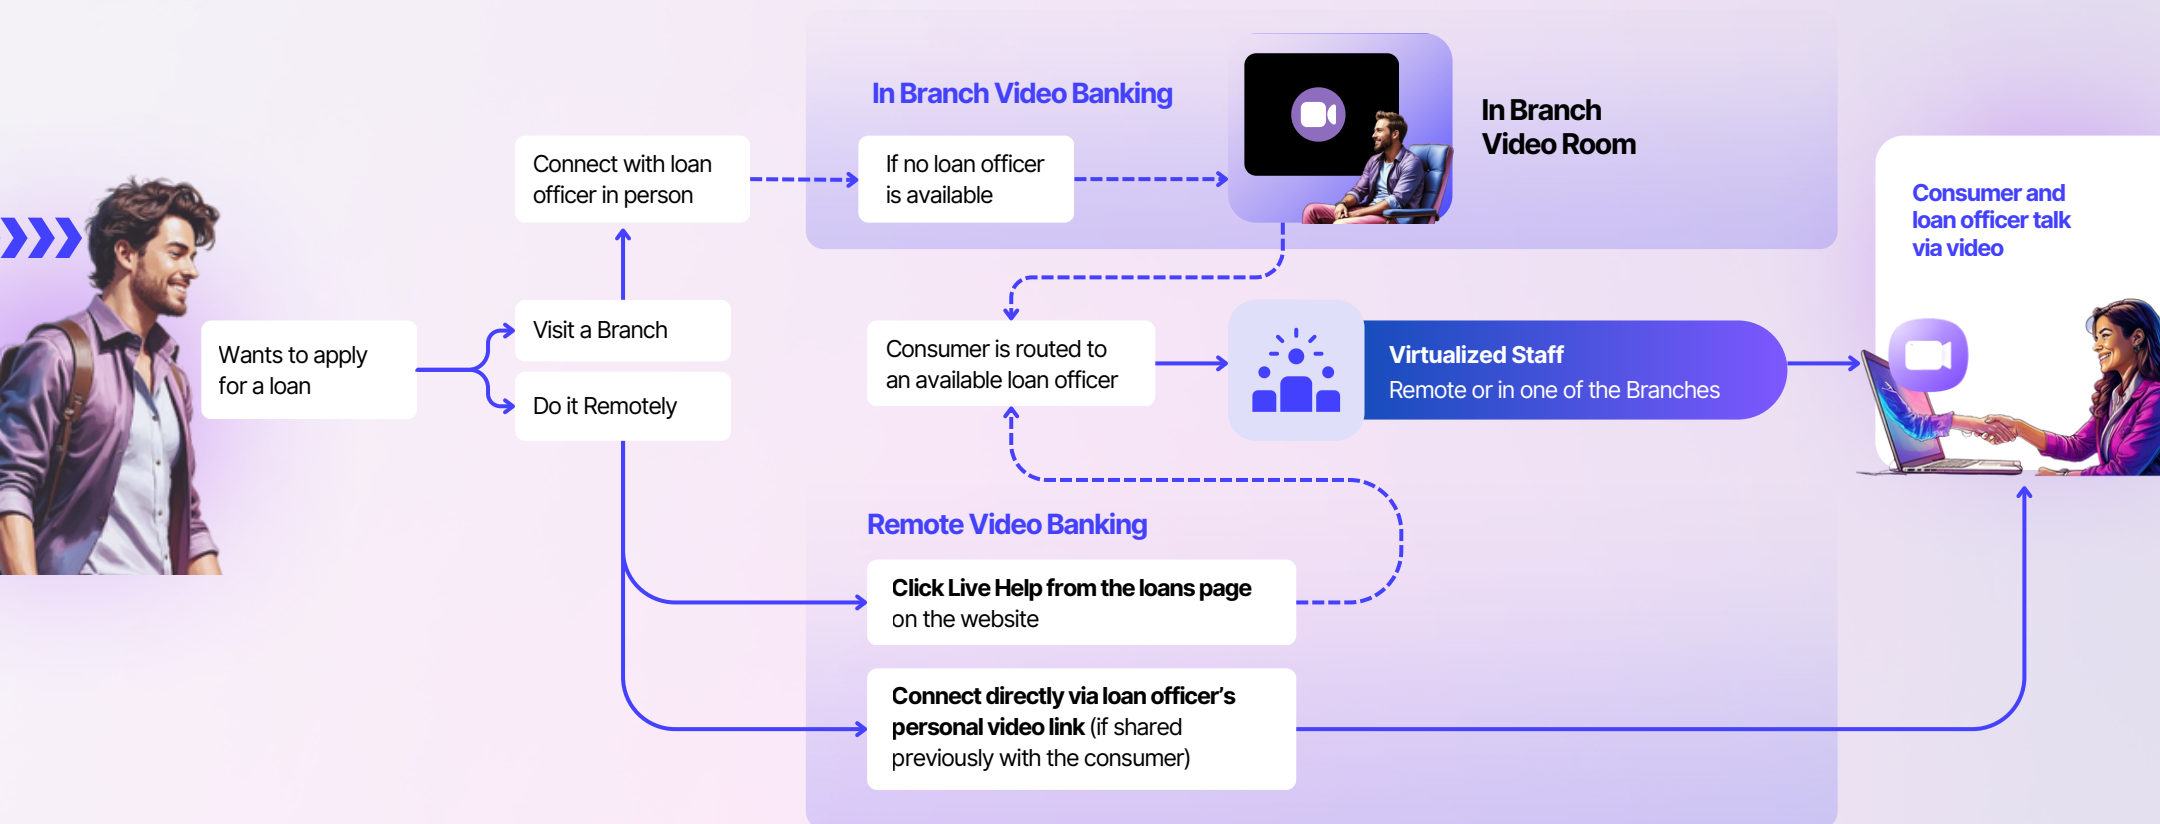 In Branch Video Banking
In Branch
Video Room
Connect with loan
officer in person
If no loan officer
is available
Consumer and
loan officer talk
via video
Visit a Branch
Wants to apply
for a loan
Do it Remotely
Consumer is routed to
an available loan officer
Virtualized Staff
Remote or in one of the Branches
Remote Video Banking
Click Live Help from the loans page
on the website
Connect directly via loan officer’s
personal video link (if shared
previously with the consumer)